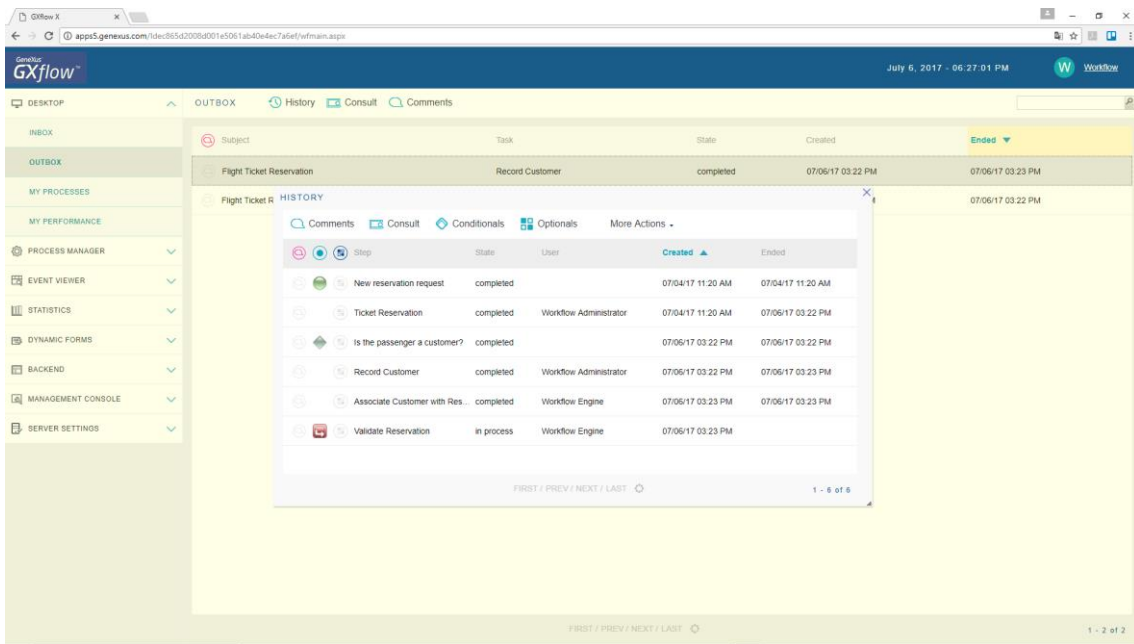 GXflow X
apps5.genexus.com/1dec865d2008d001e5061ab40e4ec7a6ef/wfmain.aspx
GeneXus
GXflow™
July 6, 2017 - 06:27:01 PM
W
Workflow
DESKTOP
OUTBOX
History
Consult
Comments
INBOX
OUTBOX
MY PROCESSES
MY PERFORMANCE
PROCESS MANAGER
EVENT VIEWER
STATISTICS
DYNAMIC FORMS
BACKEND
MANAGEMENT CONSOLE
SERVER SETTINGS
Subject Task State Created Ended
Flight Ticket Reservation Record Customer completed 07/06/17 03:22 PM 07/06/17 03:23 PM
Flight Ticket R 07/06/17 03:22 PM
HISTORY
Comments Consult Conditionals Optionals More Actions
Step State User Created Ended
New reservation request completed 07/04/17 11:20 AM 07/04/17 11:20 AM
Ticket Reservation completed Workflow Administrator 07/04/17 11:20 AM 07/06/17 03:22 PM
Is the passenger a customer? completed 07/06/17 03:22 PM 07/06/17 03:22 PM
Record Customer completed Workflow Administrator 07/06/17 03:22 PM 07/06/17 03:23 PM
Associate Customer with Res... completed Workflow Engine 07/06/17 03:23 PM 07/06/17 03:23 PM
Validate Reservation in process Workflow Engine 07/06/17 03:23 PM
FIRST / PREV / NEXT / LAST 1 - 6 of 6
FIRST / PREV / NEXT / LAST 1 - 2 of 2